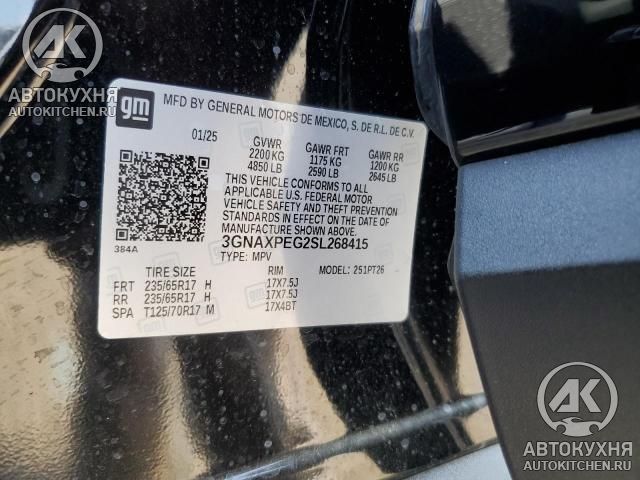 AK
АВТОКУХНЯ
AUTOKITCHEN.RU
gm
MFD BY GENERAL MOTORS DE MEXICO, S. DE R.L. DE C.V.
01/25 GVWR GAWR FRT GAWR RR
2200 KG 1175 KG 1200 KG
4850 LB 2590 LB 2645 LB
THIS VEHICLE CONFORMS TO ALL
APPLICABLE U.S. FEDERAL MOTOR
VEHICLE SAFETY AND THEFT PREVENTION
STANDARDS IN EFFECT ON THE DATE OF
MANUFACTURE SHOWN ABOVE.
384A 3GNAXPEG2SL268415
TYPE: MPV
TIRE SIZE RIM 251PT26
FRT 235/65R17 H 17X7.5J
RR 235/65R17 H 17X7.5J
SPA T125/70R17 M 17X4BT
AK
АВТОКУХНЯ
AUTOKITCHEN.RU